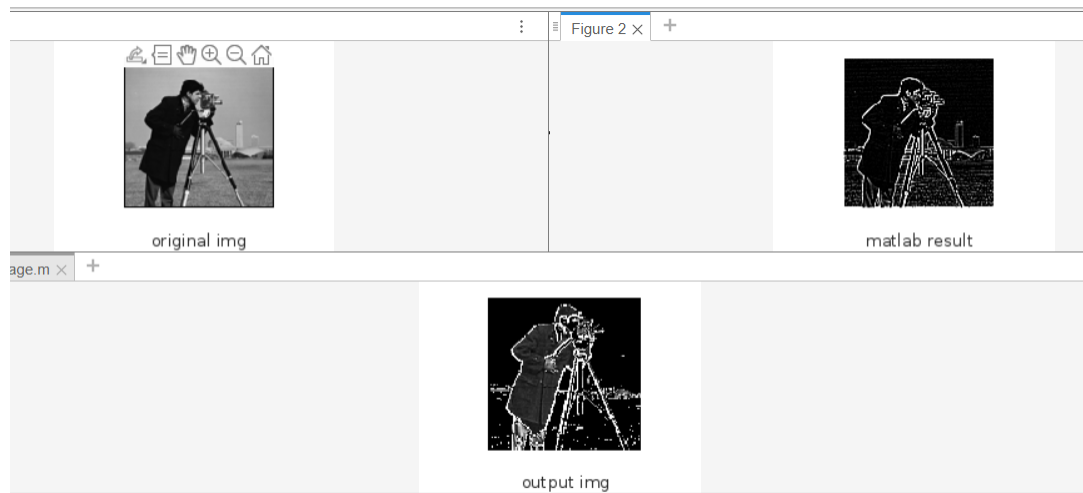 Figure 2
original img
matlab result
age.m
output img